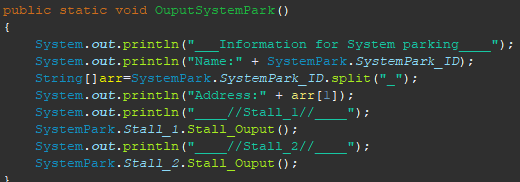 public static void OuputSystemPark()
{
System.out.println("___Information for System parking____");
System.out.println("Name:" + SystemPark.SystemPark_ID);
String[]arr=SystemPark.SystemPark_ID.split("_");
System.out.println("Address:" + arr[1]);
System.out.println("____//Stall_1//____");
SystemPark.Stall_1.Stall_Ouput();
System.out.println("____//Stall_2//____");
SystemPark.Stall_2.Stall_Ouput();
}